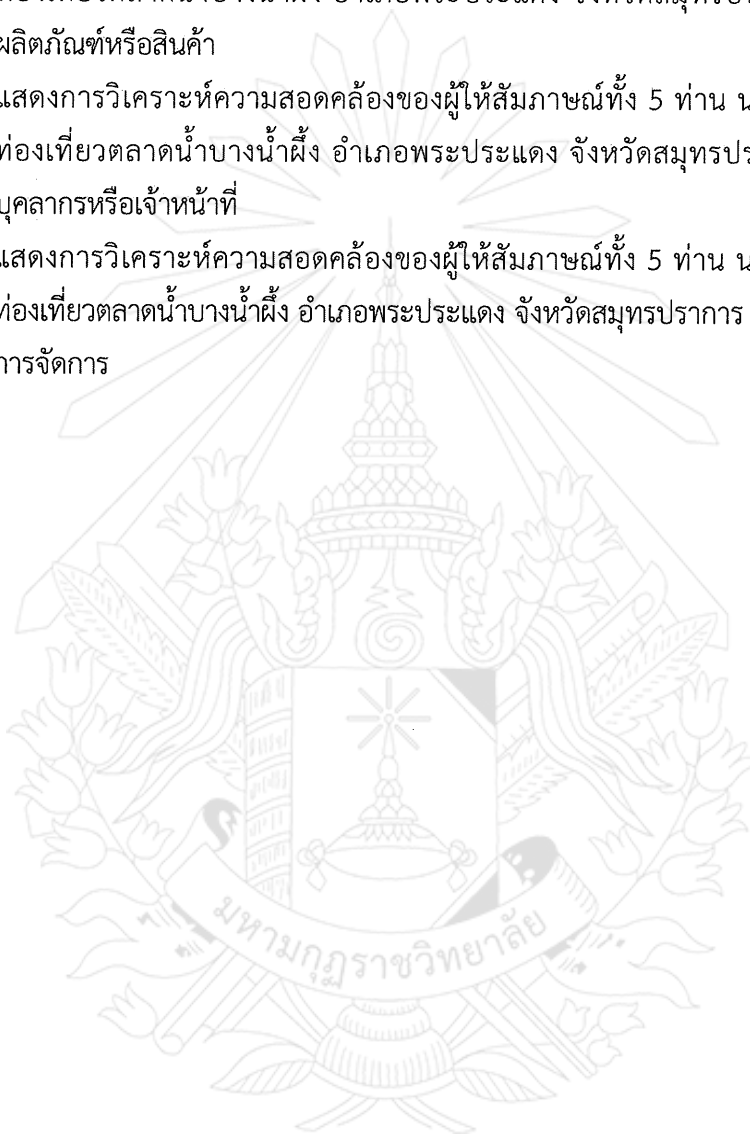 ผลิตภัณฑ์หรือสินค้า
แสดงการวิเคราะห์ความสอดคล้องของผู้ให้สัมภาษณ์ทั้ง 5 ท่าน
ท่องเที่ยวตลาดน้ำบางน้ำผึ้ง อำเภอพระประแดง จังหวัดสมุทรปร
บุคลากรหรือเจ้าหน้าที่
แสดงการวิเคราะห์ความสอดคล้องของผู้ให้สัมภาษณ์ทั้ง 5 ท่าน
ท่องเที่ยวตลาดน้ำบางน้ำผึ้ง อำเภอพระประแดง จังหวัดสมุทรปราการ
การจัดการ
มหามกุฏราชวิทยาลัย